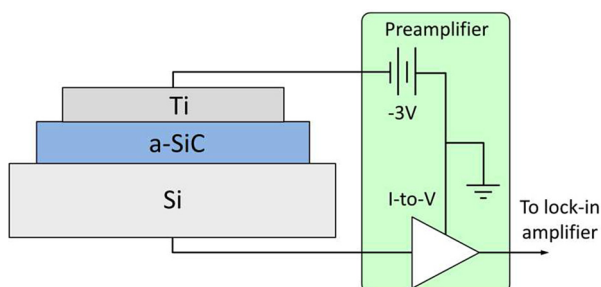 Preamplifier
Ti
-3V
a-SiC
Si
I-to-V
To lock-in
amplifier